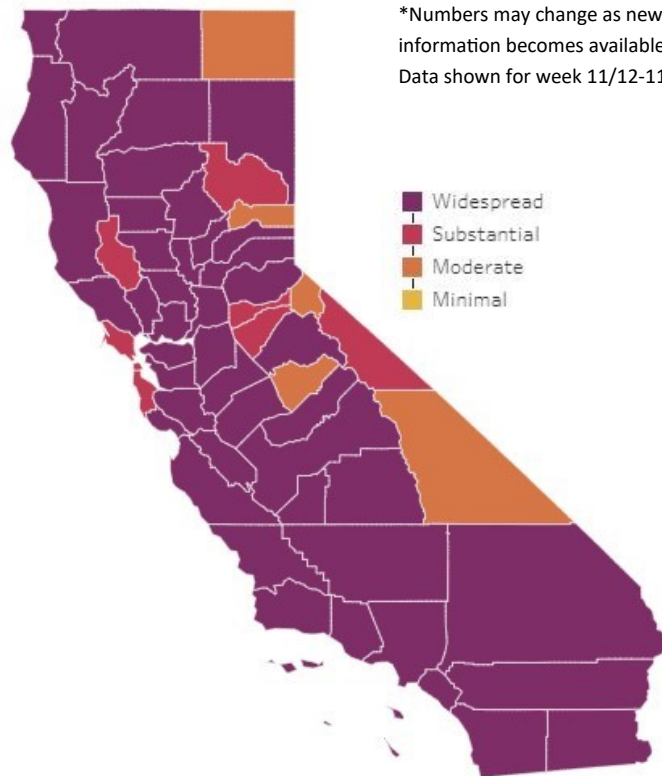 *Numbers may change as new
information becomes available
Data shown for week 11/12-11
Widespread
Substantial
Moderate
Minimal